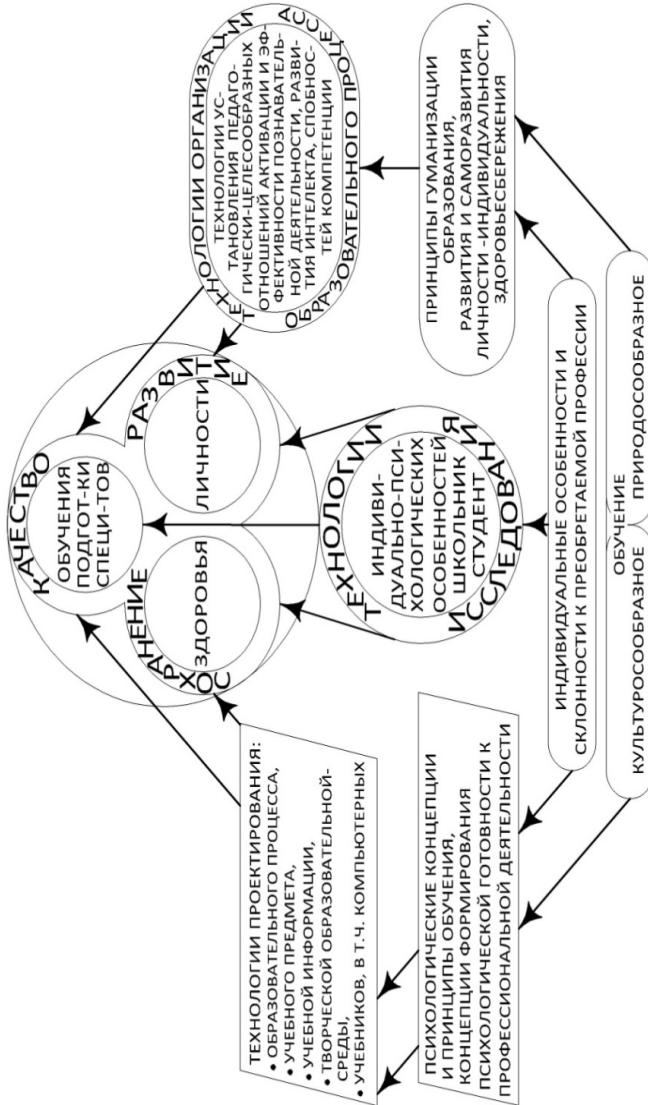 КАЧЕСТВО
ОБУЧЕНИЯ
ПОДГОТ-КИ
СПЕЦИ-ТОВ
СОХРАНЕНИЕ
ЗДОРОВЬЯ
РАЗВИТИЕ
ЛИЧНОСТИ
ТЕХНОЛОГИИ ПРОЕКТИРОВАНИЯ:
• ОБРАЗОВАТЕЛЬНОГО ПРОЦЕССА,
• УЧЕБНОГО ПРЕДМЕТА,
• УЧЕБНОЙ ИНФОРМАЦИИ,
• ТВОРЧЕСКОЙ ОБРАЗОВАТЕЛЬНОЙ-
СРЕДЫ,
• УЧЕБНИКОВ, В Т.Ч. КОМПЬЮТЕРНЫХ
ТЕХНОЛОГИИ
ИНДИВИ-
ДУАЛЬНО-ПСИ-
ХОЛОГИЧЕСКИХ
ОСОБЕННОСТЕЙ
ШКОЛЬНИК
СТУДЕНТ
ИССЛЕДОВАНИЯ
ТЕХНОЛОГИИ ОРГАНИЗАЦИИ
ТЕХНОЛОГИИ УС-
ТАНОВЛЕНИЯ ПЕДАГО-
ГИЧЕСКИ-ЦЕЛЕСООБРАЗНЫХ
ОТНОШЕНИЙ АКТИВАЦИИ И ЭФ-
ФЕКТИВНОСТИ ПОЗНАВАТЕЛЬ-
НОЙ ДЕЯТЕЛЬНОСТИ, РАЗВИ-
ТИЯ ИНТЕЛЕКТА, СПОБНОС-
ТЕЙ КОМПЕТЕНЦИИ
ОБРАЗОВАТЕЛЬНОГО ПРОЦЕССА
ПСИХОЛОГИЧЕСКИЕ КОНЦЕПЦИИ
И ПРИНЦИПЫ ОБУЧЕНИЯ,
КОНЦЕПЦИИ ФОРМИРОВАНИЯ
ПСИХОЛОГИЧЕСКОЙ ГОТОВНОСТИ К
ПРОФЕССИОНАЛЬНОЙ ДЕЯТЕЛЬНОСТИ
ПРИНЦИПЫ ГУМАНИЗАЦИИ
ОБРАЗОВАНИЯ,
РАЗВИТИЯ И САМОРАЗВИТИЯ
ЛИЧНОСТИ -ИНДИВИДУАЛЬНОСТИ,
ЗДОРОВЬЕСБЕРЕЖЕНИЯ
ИНДИВИДУАЛЬНЫЕ ОСОБЕННОСТИ И
СКЛОННОСТИ К ПРЕОБРЕТАЕМОЙ ПРОФЕССИИ
ОБУЧЕНИЕ
КУЛЬТУРОСООБРАЗНОЕ ПРИРОДОСООБРАЗНОЕ